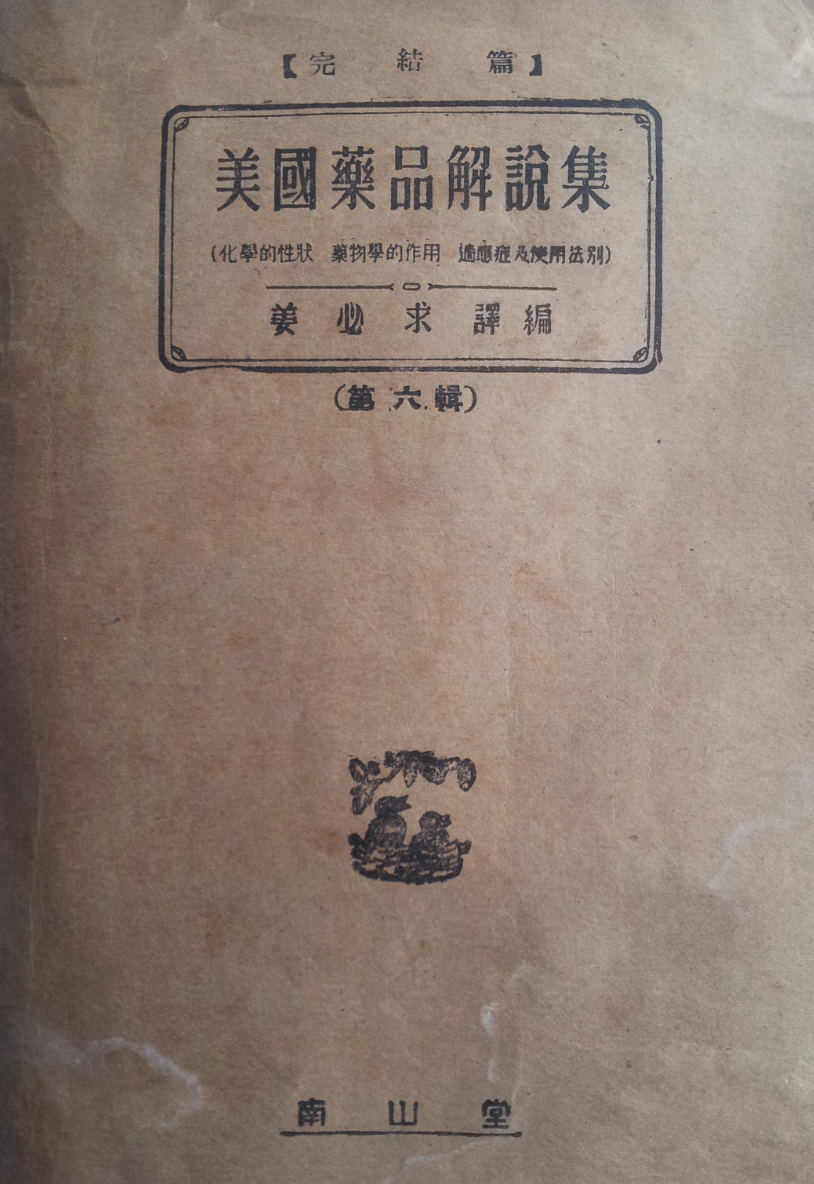 【完結篇】
美國藥品解說集
(化學的性狀 藥物學的作用 適應症及使用法別)
姜必求 譯編
(第六輯)
南山堂